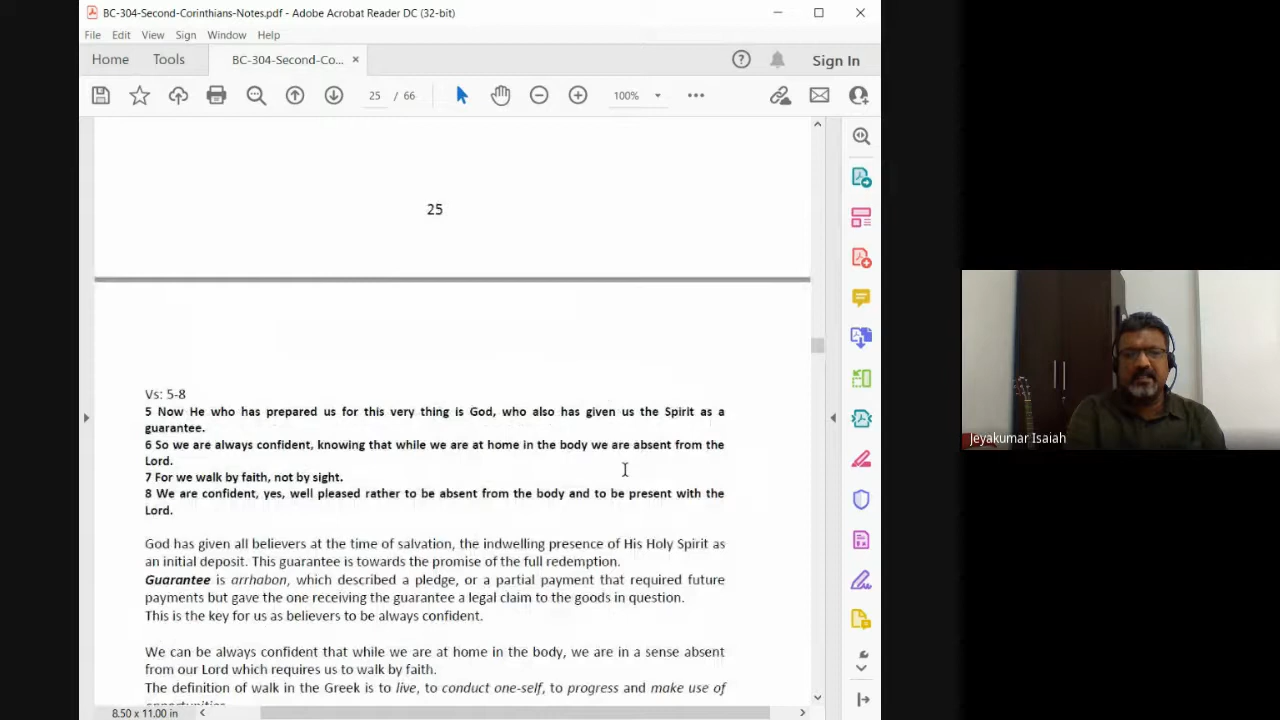 BC-304-Second-Corinthians-Notes.pdf - Adobe Acrobat Reader DC (32-bit)
File Edit View Sign Window Help
Home Tools BC-304-Second-Co... × Sign In
25 / 66 100%
25
Vs: 5-8
5 Now He who has prepared us for this very thing is God, who also has given us the Spirit as a
guarantee.
6 So we are always confident, knowing that while we are at home in the body we are absent from the
Lord.
7 For we walk by faith, not by sight.
8 We are confident, yes, well pleased rather to be absent from the body and to be present with the
Lord.
God has given all believers at the time of salvation, the indwelling presence of His Holy Spirit as
an initial deposit. This guarantee is towards the promise of the full redemption.
Guarantee is arrhabon, which described a pledge, or a partial payment that required future
payments but gave the one receiving the guarantee a legal claim to the goods in question.
This is the key for us as believers to be always confident.
We can be always confident that while we are at home in the body, we are in a sense absent
from our Lord which requires us to walk by faith.
The definition of walk in the Greek is to live, to conduct one-self, to progress and make use of
8.50 x 11.00 in
Jeyakumar Isaiah